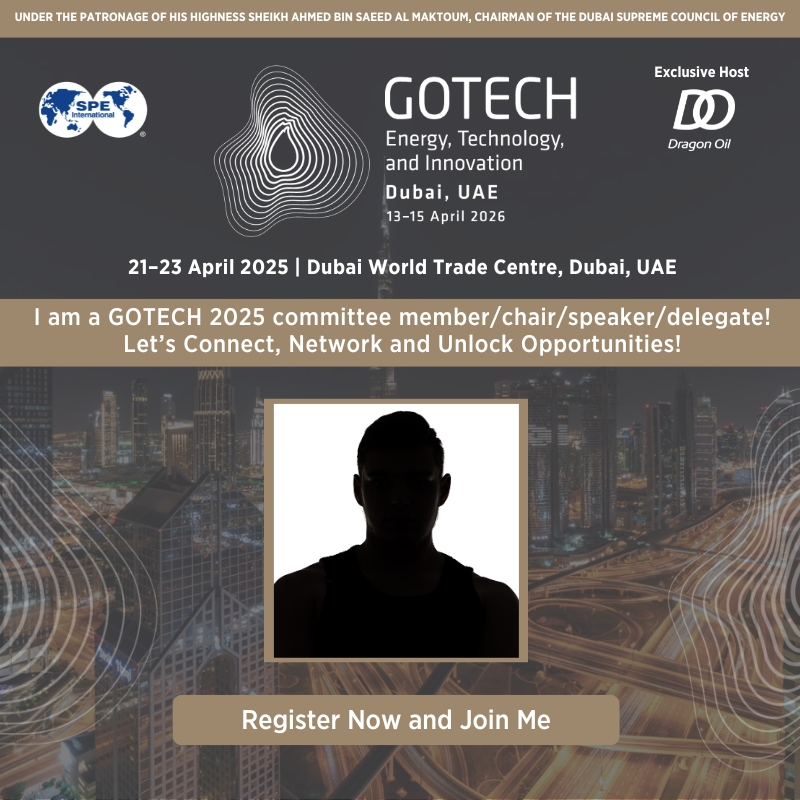 UNDER THE PATRONAGE OF HIS HIGHNESS SHEIKH AHMED BIN SAEED AL MAKTOUM, CHAIRMAN OF THE DUBAI SUPREME COUNCIL OF ENERGY
SPE
International
®
GOTECH
Energy, Technology,
and Innovation
Dubai, UAE
13–15 April 2026
Exclusive Host
DO
Dragon Oil
21–23 April 2025 | Dubai World Trade Centre, Dubai, UAE
I am a GOTECH 2025 committee member/chair/speaker/delegate!
Let’s Connect, Network and Unlock Opportunities!
Register Now and Join Me